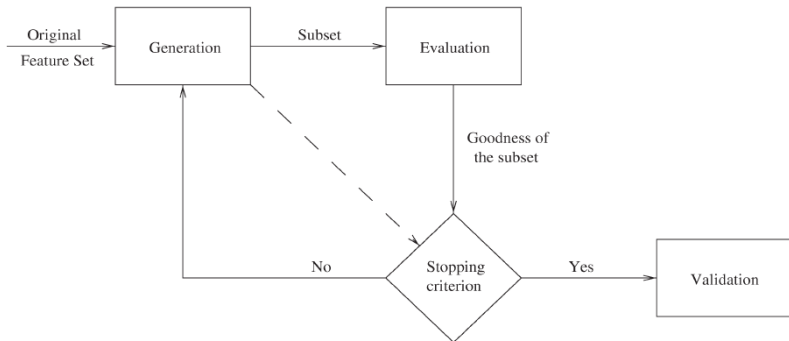 Original
Feature Set
Generation
Subset
Evaluation
Goodness of
the subset
No
Stopping
criterion
Yes
Validation